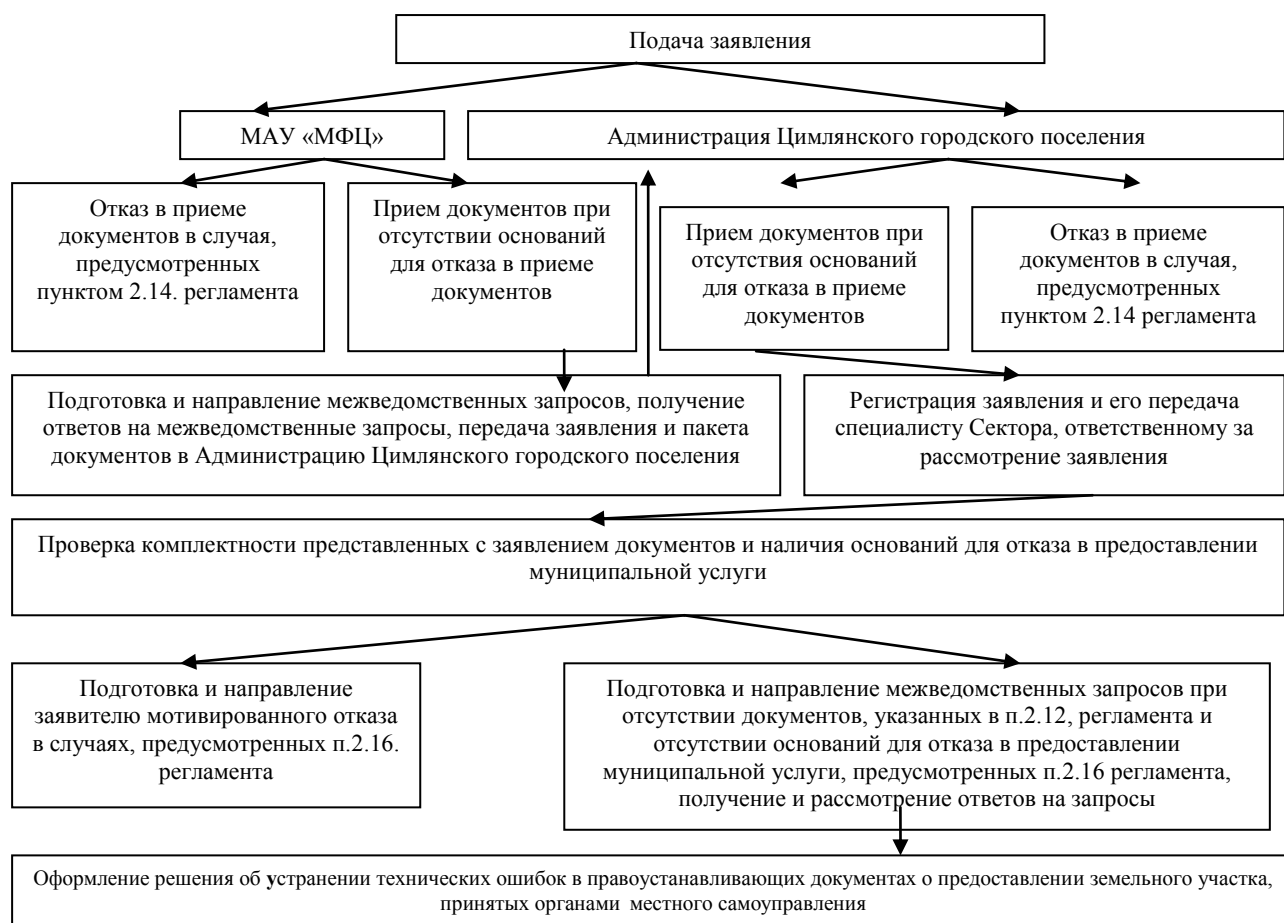 Подача заявления
МАУ «МФЦ»
Администрация Цимлянского городского поселения
Отказ в приеме
документов в случая,
предусмотренных
пунктом 2.14. регламента
Прием документов при
отсутствии оснований
для отказа в приеме
документов
Прием документов при
отсутствия оснований
для отказа в приеме
документов
Отказ в приеме
документов в случая,
предусмотренных
пунктом 2.14 регламента
Подготовка и направление межведомственных запросов, получение
ответов на межведомственные запросы, передача заявления и пакета
документов в Администрацию Цимлянского городского поселения
Регистрация заявления и его передача
специалисту Сектора, ответственному за
рассмотрение заявления
Проверка комплектности представленных с заявлением документов и наличия оснований для отказа в предоставлении
муниципальной услуги
Подготовка и направление
заявителю мотивированного отказа
в случаях, предусмотренных п.2.16.
регламента
Подготовка и направление межведомственных запросов при
отсутствии документов, указанных в п.2.12, регламента и
отсутствии оснований для отказа в предоставлении
муниципальной услуги, предусмотренных п.2.16 регламента,
получение и рассмотрение ответов на запросы
Оформление решения об устранении технических ошибок в правоустанавливающих документах о предоставлении земельного участка,
принятых органами местного самоуправления